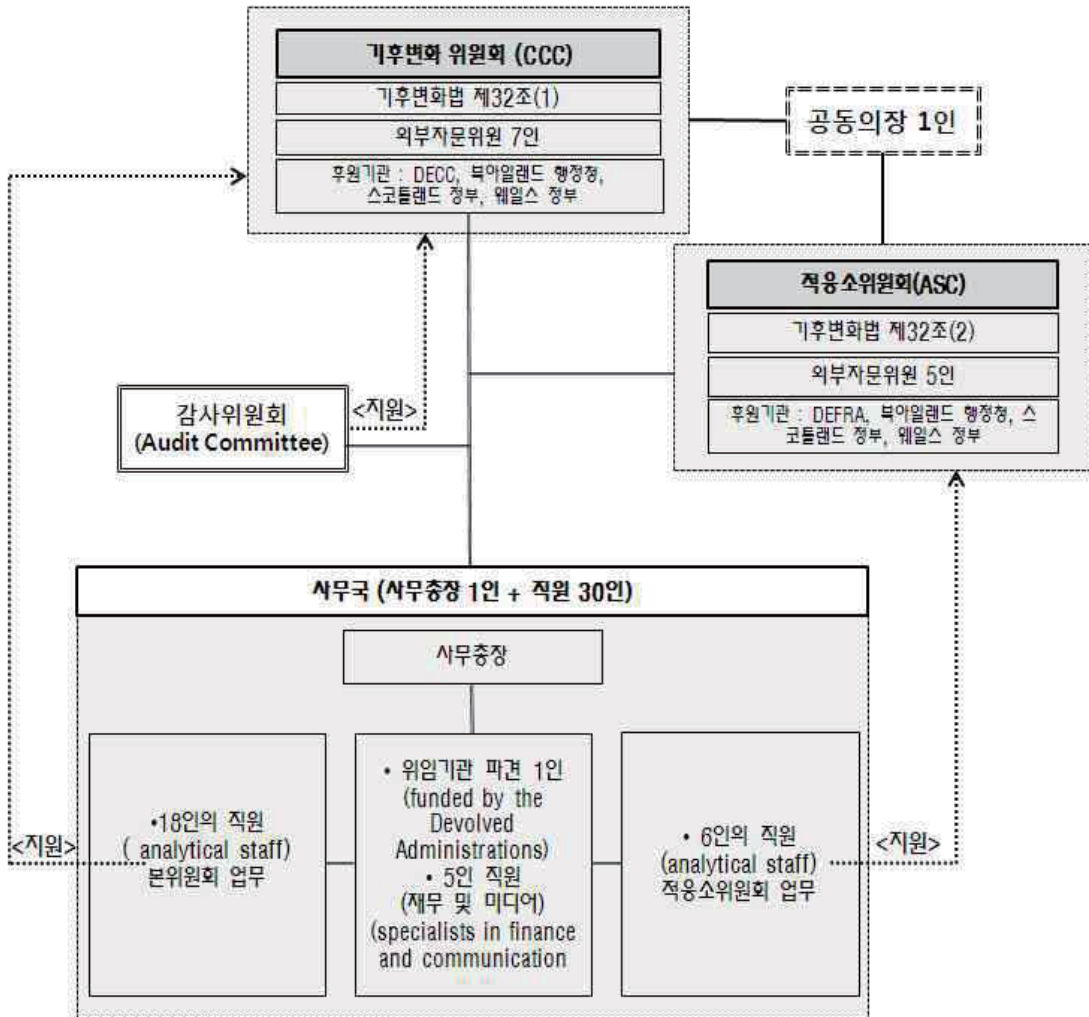 기후변화 위원회 (CCC)
기후변화법 제32조(1)
외부자문위원 7인
후원기관 : DECC, 북아일랜드 행정청,
스코틀랜드 정부, 웨일스 정부
공동의장 1인
적응소위원회(ASC)
기후변화법 제32조(2)
외부자문위원 5인
후원기관 : DEFRA, 북아일랜드 행정청, 스
코틀랜드 정부, 웨일스 정부
감사위원회
(Audit Committee)
<지원>
사무국 (사무총장 1인 + 직원 30인)
사무총장
<지원>
•18인의 직원
( analytical staff)
본위원회 업무
• 위임기관 파견 1인
(funded by the
Devolved
Administrations)
• 5인 직원
(재무 및 미디어)
(specialists in finance
and communication
• 6인의 직원
(analytical staff)
적응소위원회 업무
<지원>